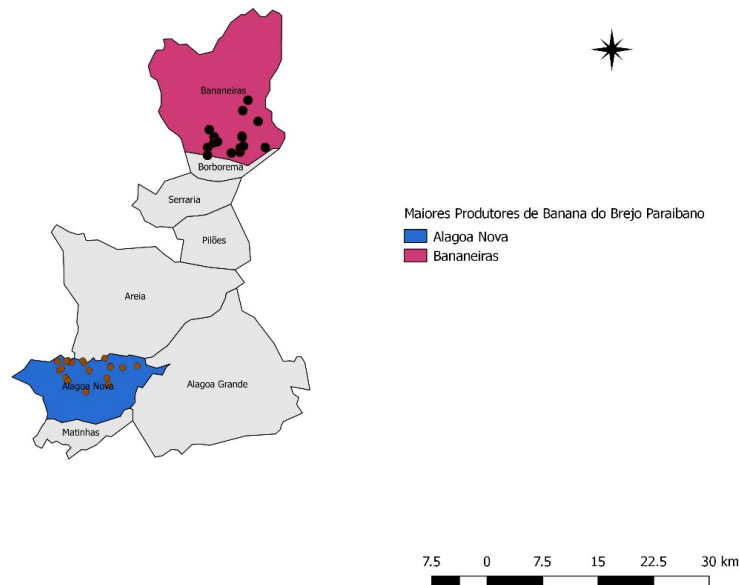 Bananeiras
Borborema
Serraria
Pilões
Areia
Alagoa Nova
Alagoa Grande
Matinhas
Maiores Produtores de Banana do Brejo Paraibano
Alagoa Nova
Bananeiras
7.5 0 7.5 15 22.5 30 km